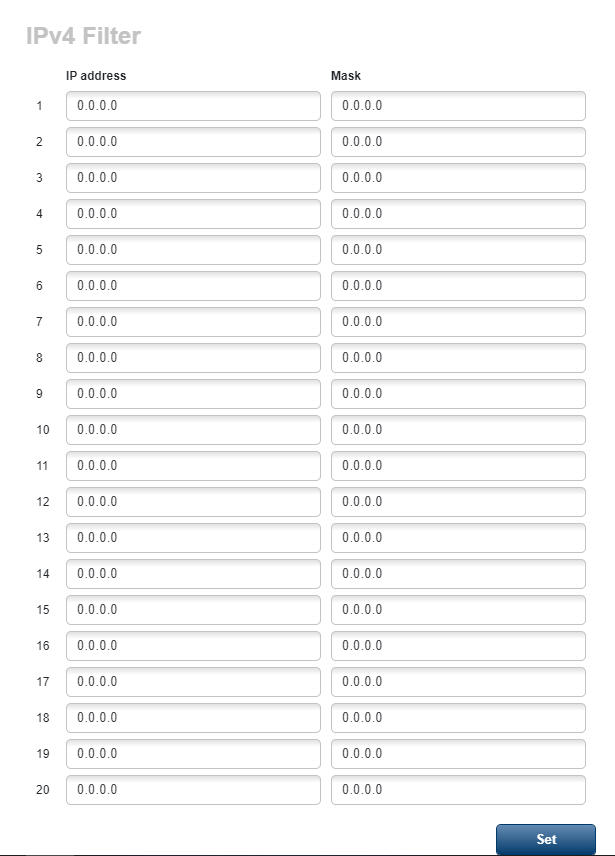 IPv4 Filter
IP address Mask
1 0.0.0.0 0.0.0.0
2 0.0.0.0 0.0.0.0
3 0.0.0.0 0.0.0.0
4 0.0.0.0 0.0.0.0
5 0.0.0.0 0.0.0.0
6 0.0.0.0 0.0.0.0
7 0.0.0.0 0.0.0.0
8 0.0.0.0 0.0.0.0
9 0.0.0.0 0.0.0.0
10 0.0.0.0 0.0.0.0
11 0.0.0.0 0.0.0.0
12 0.0.0.0 0.0.0.0
13 0.0.0.0 0.0.0.0
14 0.0.0.0 0.0.0.0
15 0.0.0.0 0.0.0.0
16 0.0.0.0 0.0.0.0
17 0.0.0.0 0.0.0.0
18 0.0.0.0 0.0.0.0
19 0.0.0.0 0.0.0.0
20 0.0.0.0 0.0.0.0
Set